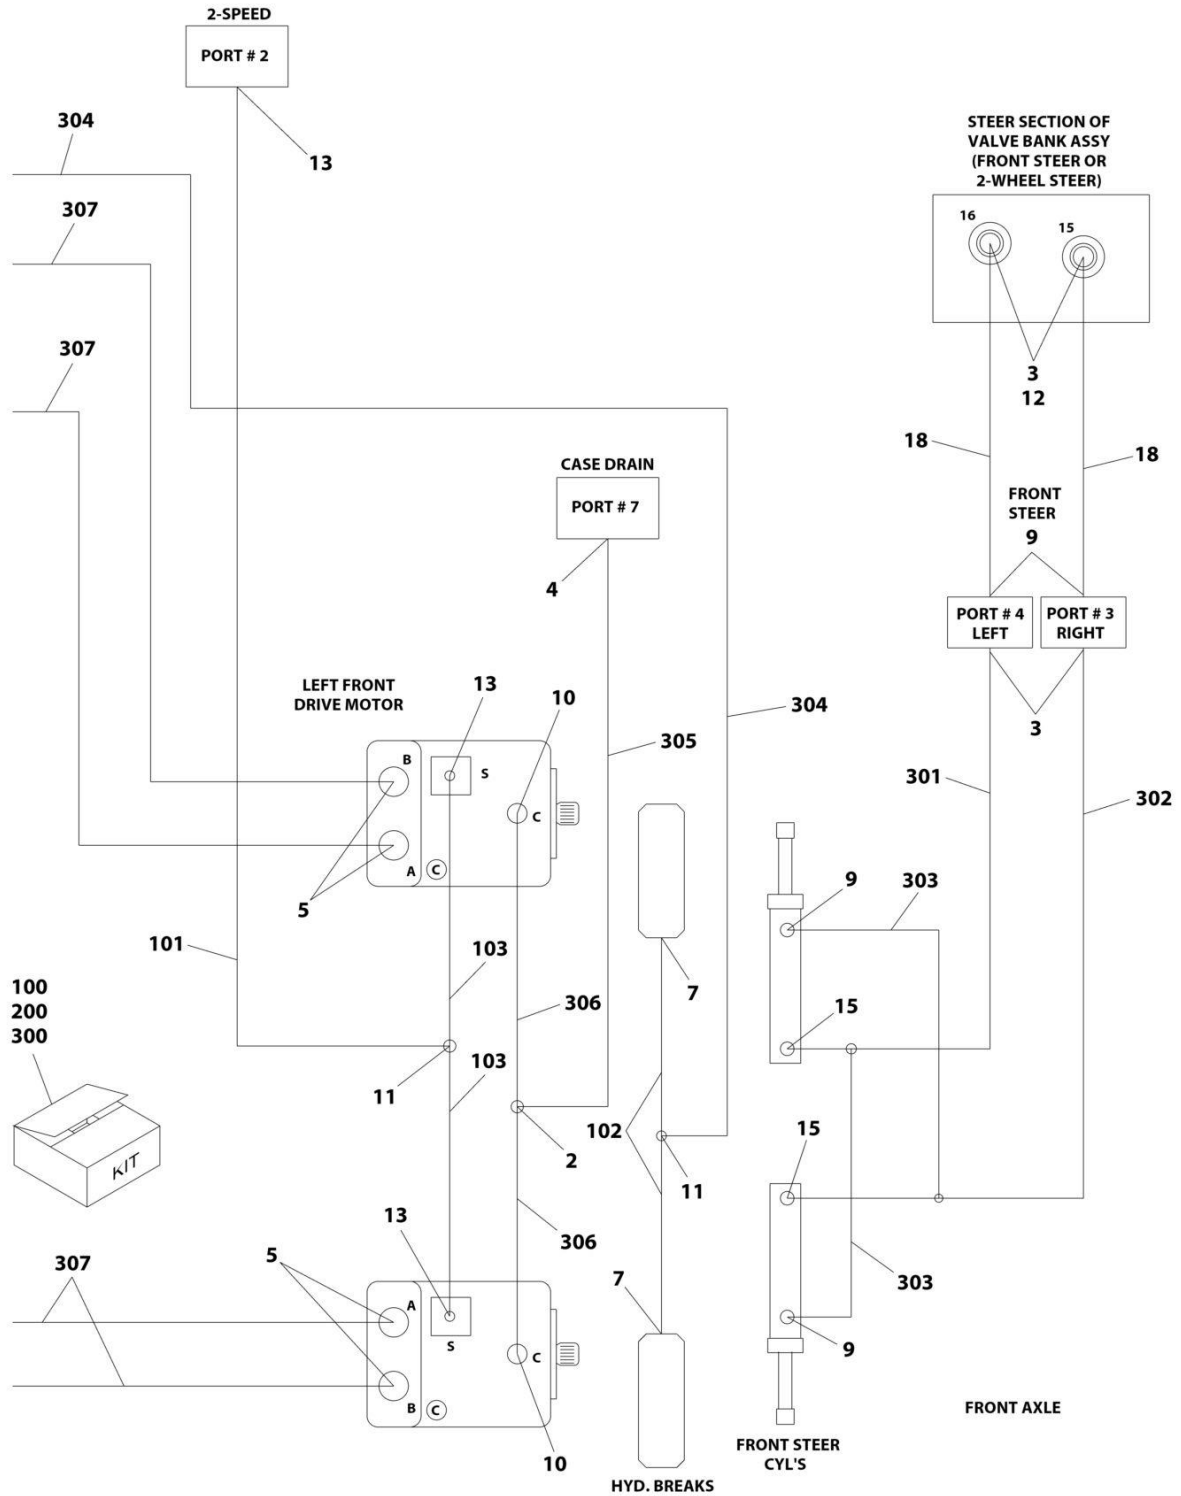 2-SPEED
PORT # 2
13
304
307
307
STEER SECTION OF
VALVE BANK ASSY
(FRONT STEER OR
2-WHEEL STEER)
16
15
3
12
18
18
FRONT
STEER
9
PORT # 4
LEFT
PORT # 3
RIGHT
3
CASE DRAIN
PORT # 7
4
LEFT FRONT
DRIVE MOTOR
13
10
304
305
301
302
B
S
C
A
C
5
9
303
101
103
7
15
100
200
300
306
11
103
KIT
102
2
11
15
13
306
5
307
7
303
A
S
C
B
C
9
10
FRONT AXLE
FRONT STEER
CYL'S
HYD. BREAKS